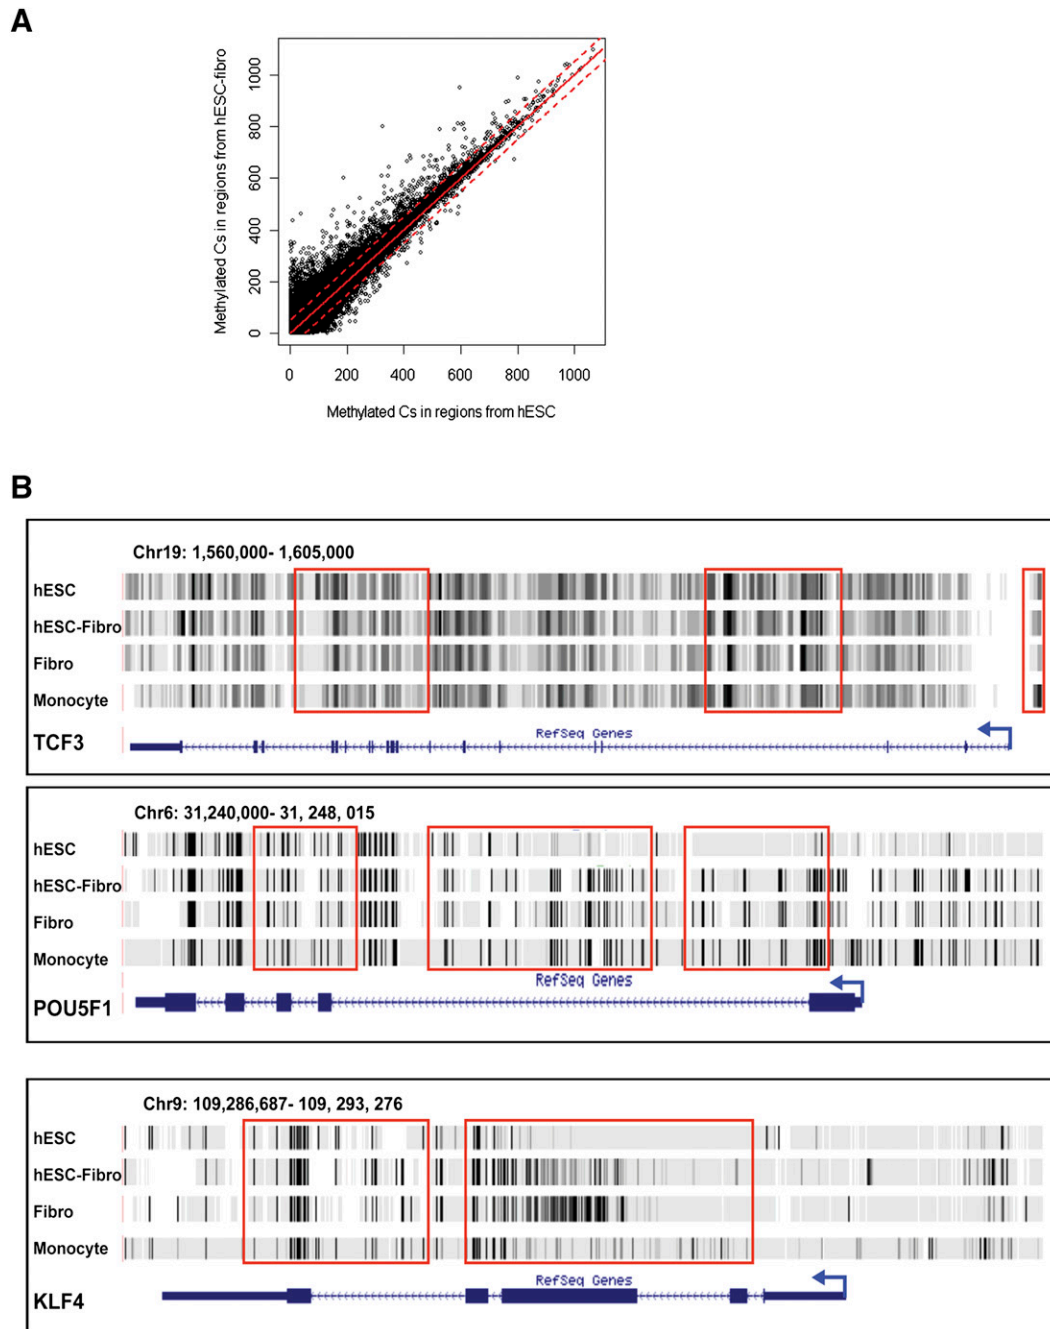 A
Methylated Cs in regions from hESC-fibro
1000
800
600
400
200
0
0 200 400 600 800 1000
Methylated Cs in regions from hESC
B
Chr19: 1,560,000- 1,605,000
hESC
hESC-Fibro
Fibro
Monocyte
RefSeq Genes
TCF3
Chr6: 31,240,000- 31, 248, 015
hESC
hESC-Fibro
Fibro
Monocyte
RefSeq Genes
POU5F1
Chr9: 109,286,687- 109, 293, 276
hESC
hESC-Fibro
Fibro
Monocyte
RefSeq Genes
KLF4